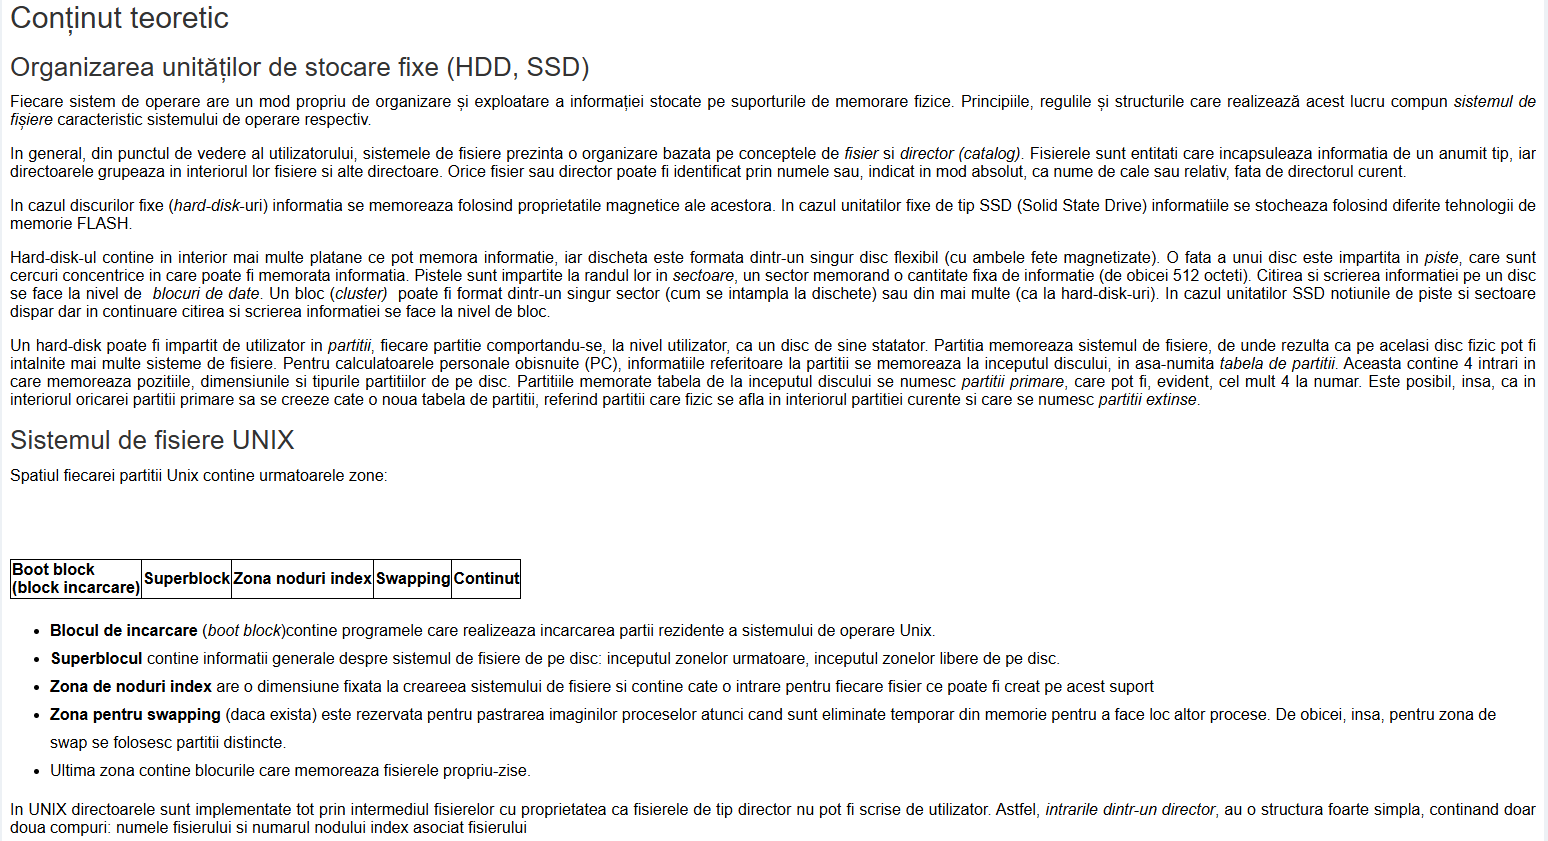 Conținut teoretic
Organizarea unităților de stocare fixe (HDD, SSD)
Fiecare sistem de operare are un mod propriu de organizare și exploatare a informației stocate pe suporturile de memorare fizice. Principiile, regulile și structurile care realizează acest lucru compun sistemul de
fișiere caracteristic sistemului de operare respectiv.
In general, din punctul de vedere al utilizatorului, sistemele de fisiere prezinta o organizare bazata pe conceptele de fisier si director (catalog). Fisierele sunt entitati care incapsuleaza informatia de un anumit tip, iar
directoarele grupeaza in interiorul lor fisiere si alte directoare. Orice fisier sau director poate fi identificat prin numele sau, indicat in mod absolut, ca nume de cale sau relativ, fata de directorul curent.
In cazul discurilor fixe (hard-disk-uri) informatia se memoreaza folosind proprietatile magnetice ale acestora. In cazul unitatilor fixe de tip SSD (Solid State Drive) informatiile se stocheaza folosind diferite tehnologii de
memorie FLASH.
Hard-disk-ul contine in interior mai multe platane ce pot memora informatie, iar discheta este formata dintr-un singur disc flexibil (cu ambele fete magnetizate). O fata a unui disc este impartita in piste, care sunt
cercuri concentrice in care poate fi memorata informatia. Pistele sunt impartite la randul lor in sectoare, un sector memorand o cantitate fixa de informatie (de obicei 512 octeti). Citirea si scrierea informatiei pe un disc
se face la nivel de blocuri de date. Un bloc (cluster) poate fi format dintr-un singur sector (cum se intampla la dischete) sau din mai multe (ca la hard-disk-uri). In cazul unitatilor SSD notiunile de piste si sectoare
dispar dar in continuare citirea si scrierea informatiei se face la nivel de bloc.
Un hard-disk poate fi impartit de utilizator in partitii, fiecare partitie comportandu-se, la nivel utilizator, ca un disc de sine statator. Partitia memoreaza sistemul de fisiere, de unde rezulta ca pe acelasi disc fizic pot fi
intalnite mai multe sisteme de fisiere. Pentru calculatoarele personale obisnuite (PC), informatiile referitoare la partitii se memoreaza la inceputul discului, in asa-numita tabela de partitii. Aceasta contine 4 intrari in
care memoreaza pozitiile, dimensiunile si tipurile partitiilor de pe disc. Partitiile memorate tabela de la inceputul discului se numesc partitii primare, care pot fi, evident, cel mult 4 la numar. Este posibil, insa, ca in
interiorul oricarei partitii primare sa se creeze cate o noua tabela de partitii, referind partitii care fizic se afla in interiorul partitiei curente si care se numesc partitii extinse.
Sistemul de fisiere UNIX
Spatiul fiecarei partitii Unix contine urmatoarele zone:
Boot block
(block incarcare) Superblock Zona noduri index Swapping Continut
• Blocul de incarcare (boot block)contine programele care realizeaza incarcarea partii rezidente a sistemului de operare Unix.
• Superblocul contine informatii generale despre sistemul de fisiere de pe disc: inceputul zonelor urmatoare, inceputul zonelor libere de pe disc.
• Zona de noduri index are o dimensiune fixata la creareea sistemului de fisiere si contine cate o intrare pentru fiecare fisier ce poate fi creat pe acest suport
• Zona pentru swapping (daca exista) este rezervata pentru pastrarea imaginilor proceselor atunci cand sunt eliminate temporar din memorie pentru a face loc altor procese. De obicei, insa, pentru zona de
swap se folosesc partitii distincte.
• Ultima zona contine blocurile care memoreaza fisierele propriu-zise.
In UNIX directoarele sunt implementate tot prin intermediul fisierelor cu proprietatea ca fisierele de tip director nu pot fi scrise de utilizator. Astfel, intrarile dintr-un director, au o structura foarte simpla, continand doar
doua compuri: numele fisierului si numarul nodului index asociat fisierului